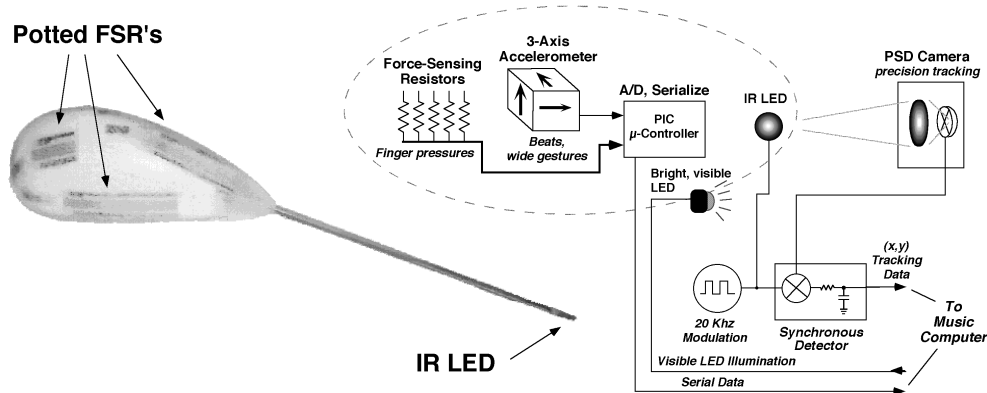 Potted FSR's
IR LED
Force-Sensing
Resistors
Finger pressures
3-Axis
Accelerometer
Beats,
wide gestures
A/D, Serialize
PIC
µ-Controller
IR LED
Bright, visible
LED
PSD Camera
precision tracking
20 Khz
Modulation
Synchronous
Detector
(x,y)
Tracking
Data
To
Music
Computer
Visible LED Illumination
Serial Data